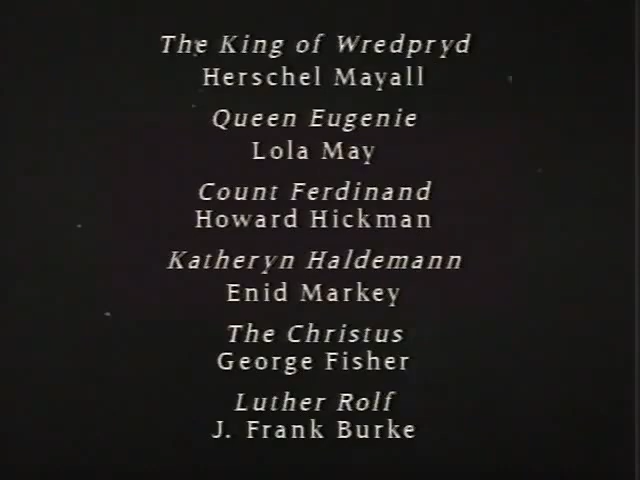 The King of Wredpryd
Herschel Mayall
Queen Eugenie
Lola May
Count Ferdinand
Howard Hickman
Katheryn Haldemann
Enid Markey
The Christus
George Fisher
Luther Rolf
J. Frank Burke